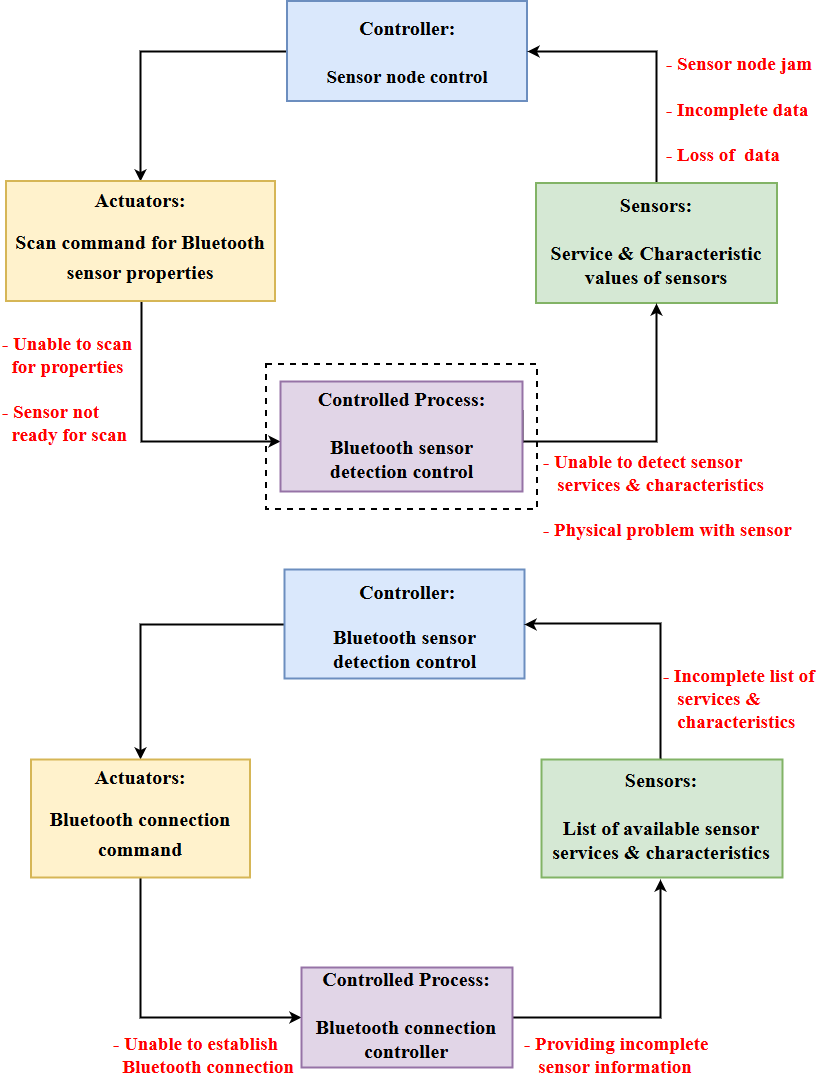 Controller:
Sensor node control
- Sensor node jam
- Incomplete data
- Loss of data
Actuators:
Scan command for Bluetooth
sensor properties
Sensors:
Service & Characteristic
values of sensors
- Unable to scan
for properties
- Sensor not
ready for scan
Controlled Process:
Bluetooth sensor
detection control
- Unable to detect sensor
services & characteristics
- Physical problem with sensor
Controller:
Bluetooth sensor
detection control
- Incomplete list of
services &
characteristics
Actuators:
Bluetooth connection
command
Sensors:
List of available sensor
services & characteristics
Controlled Process:
Bluetooth connection
controller
- Unable to establish
Bluetooth connection
- Providing incomplete
sensor information